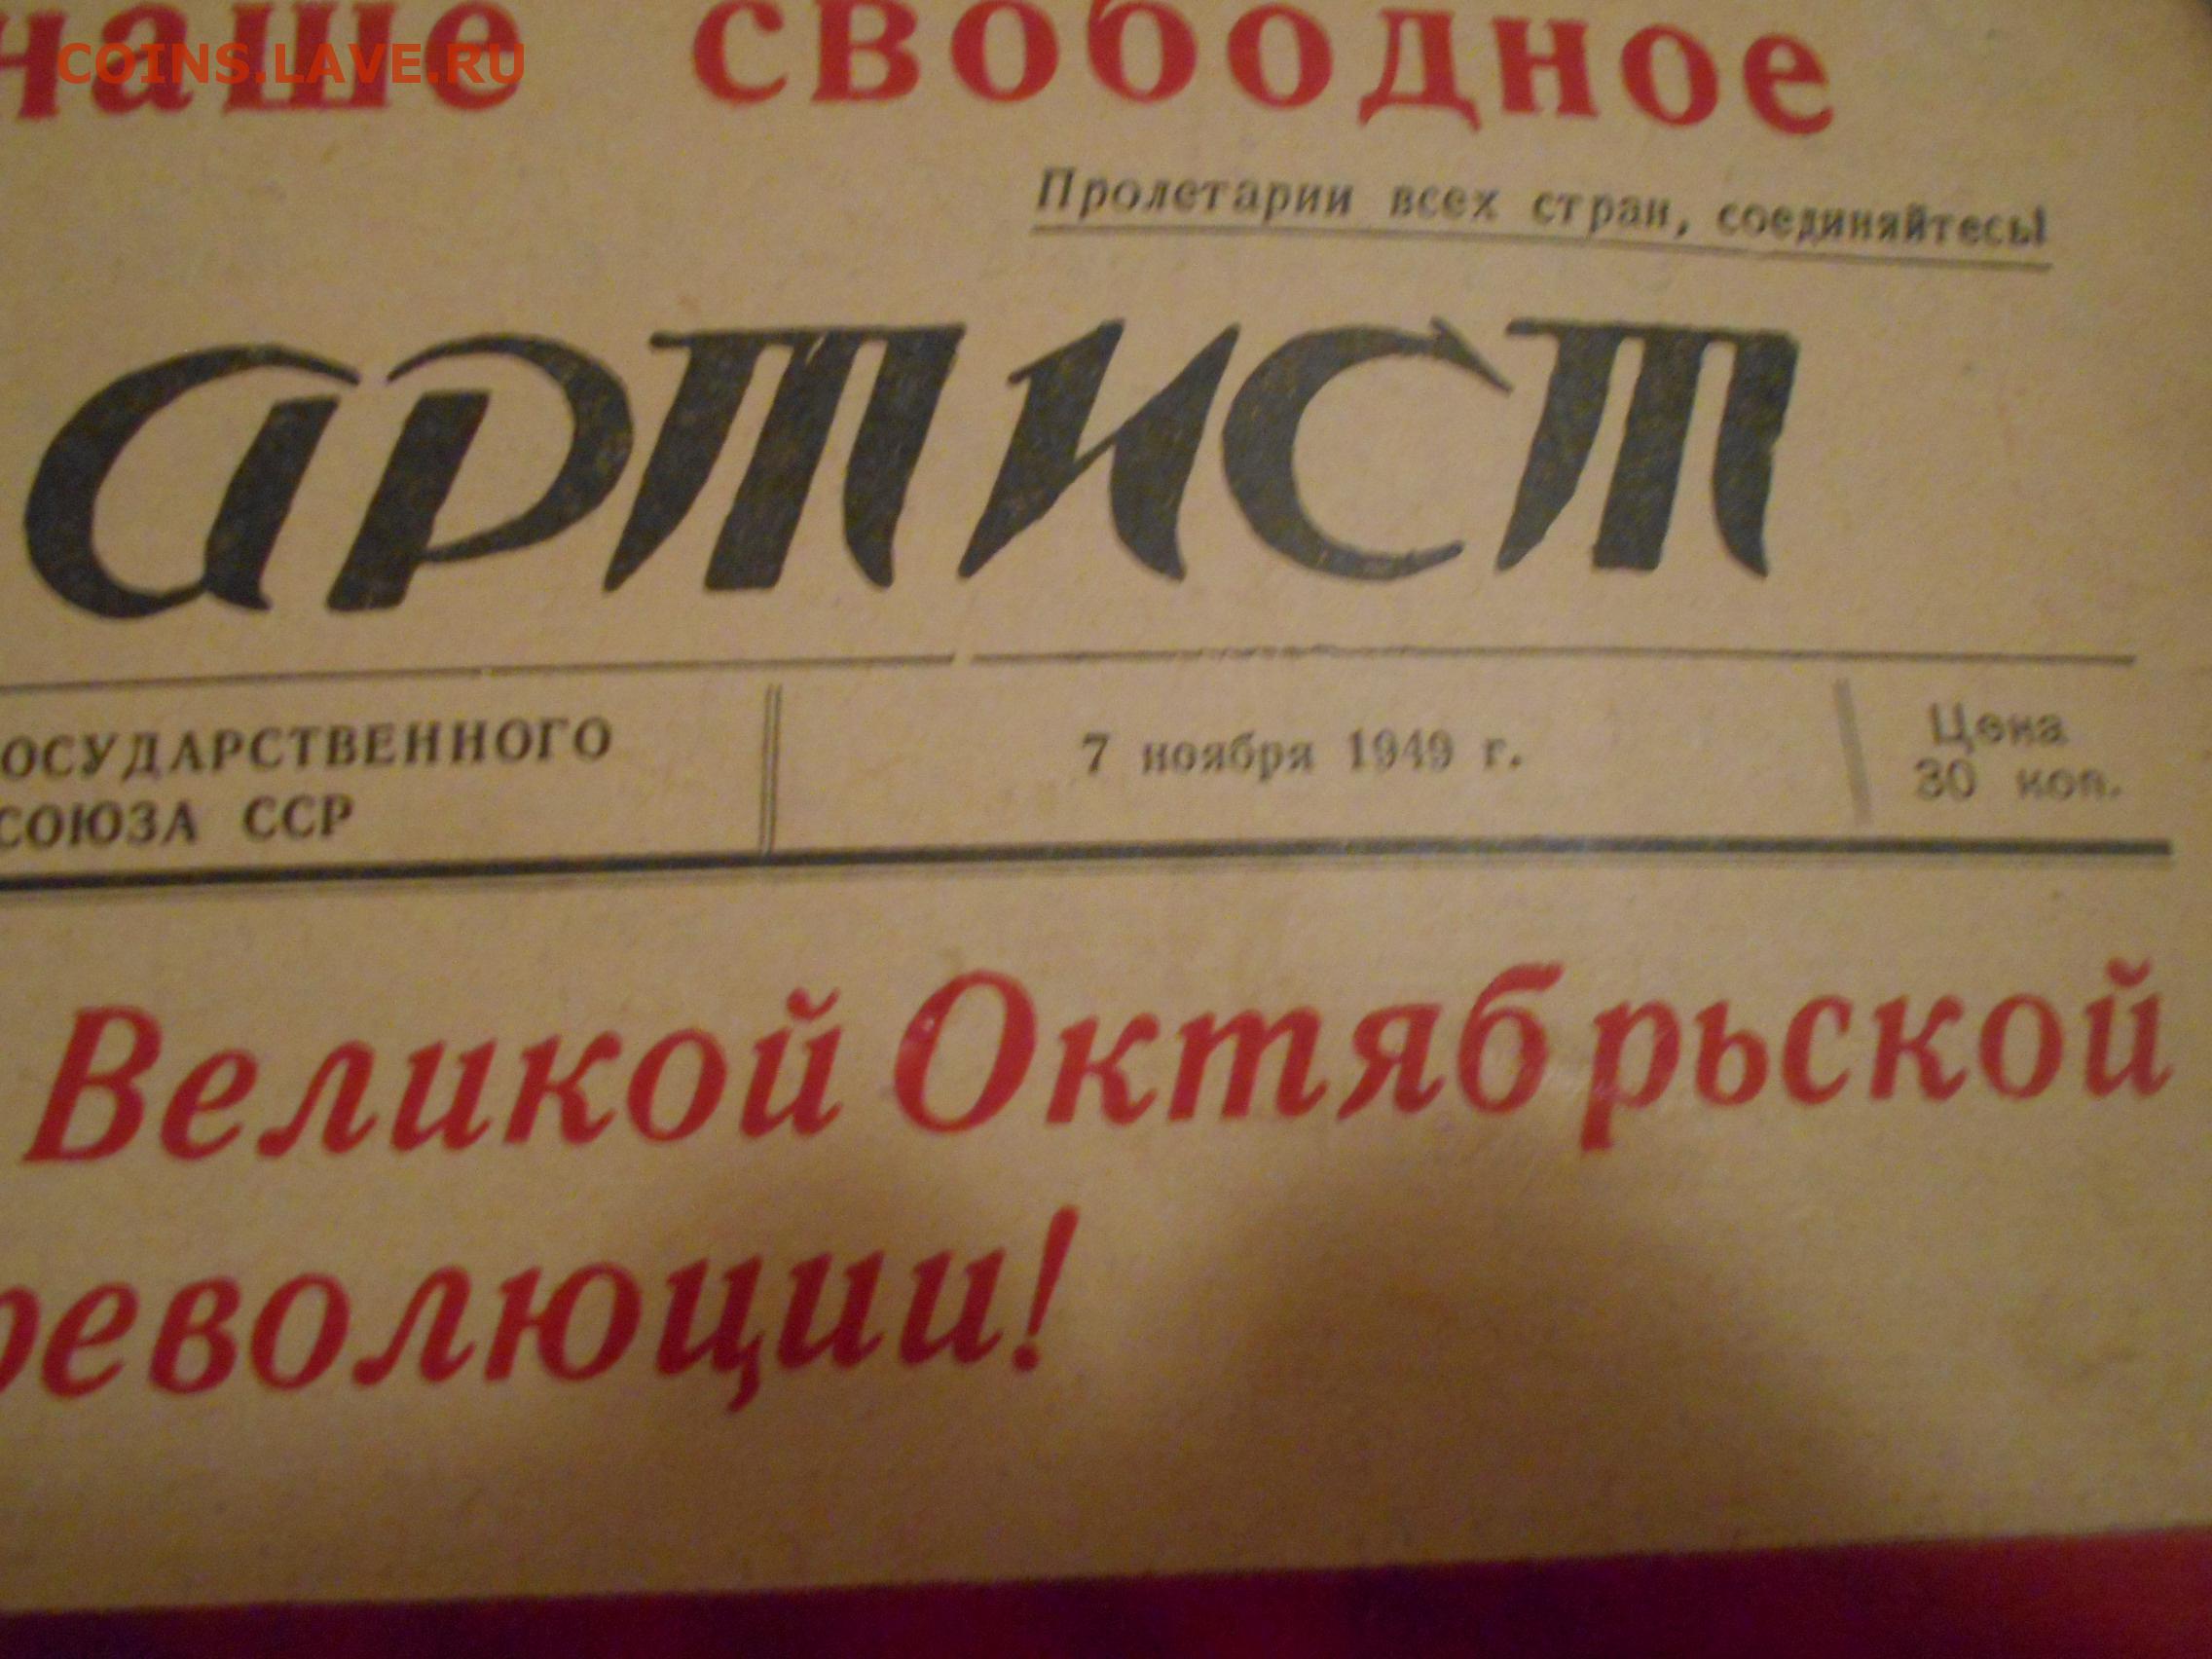 COINS.LAVE.RU
наше свободное
Пролетарии всех стран, соединяйтесь!
АРТИСТ
ОСУДАРСТВЕННОГО
СОЮЗА ССР
7 ноября 1949 г.
Цена
30 коп.
Великой Октябрьской
революции!